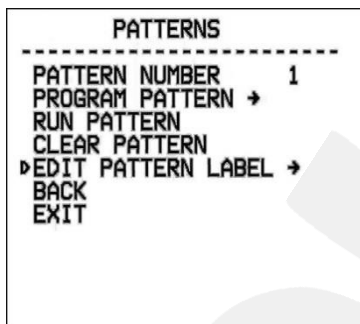 PATTERNS
------------------------
PATTERN NUMBER 1
PROGRAM PATTERN →
RUN PATTERN
CLEAR PATTERN
▷EDIT PATTERN LABEL →
BACK
EXIT